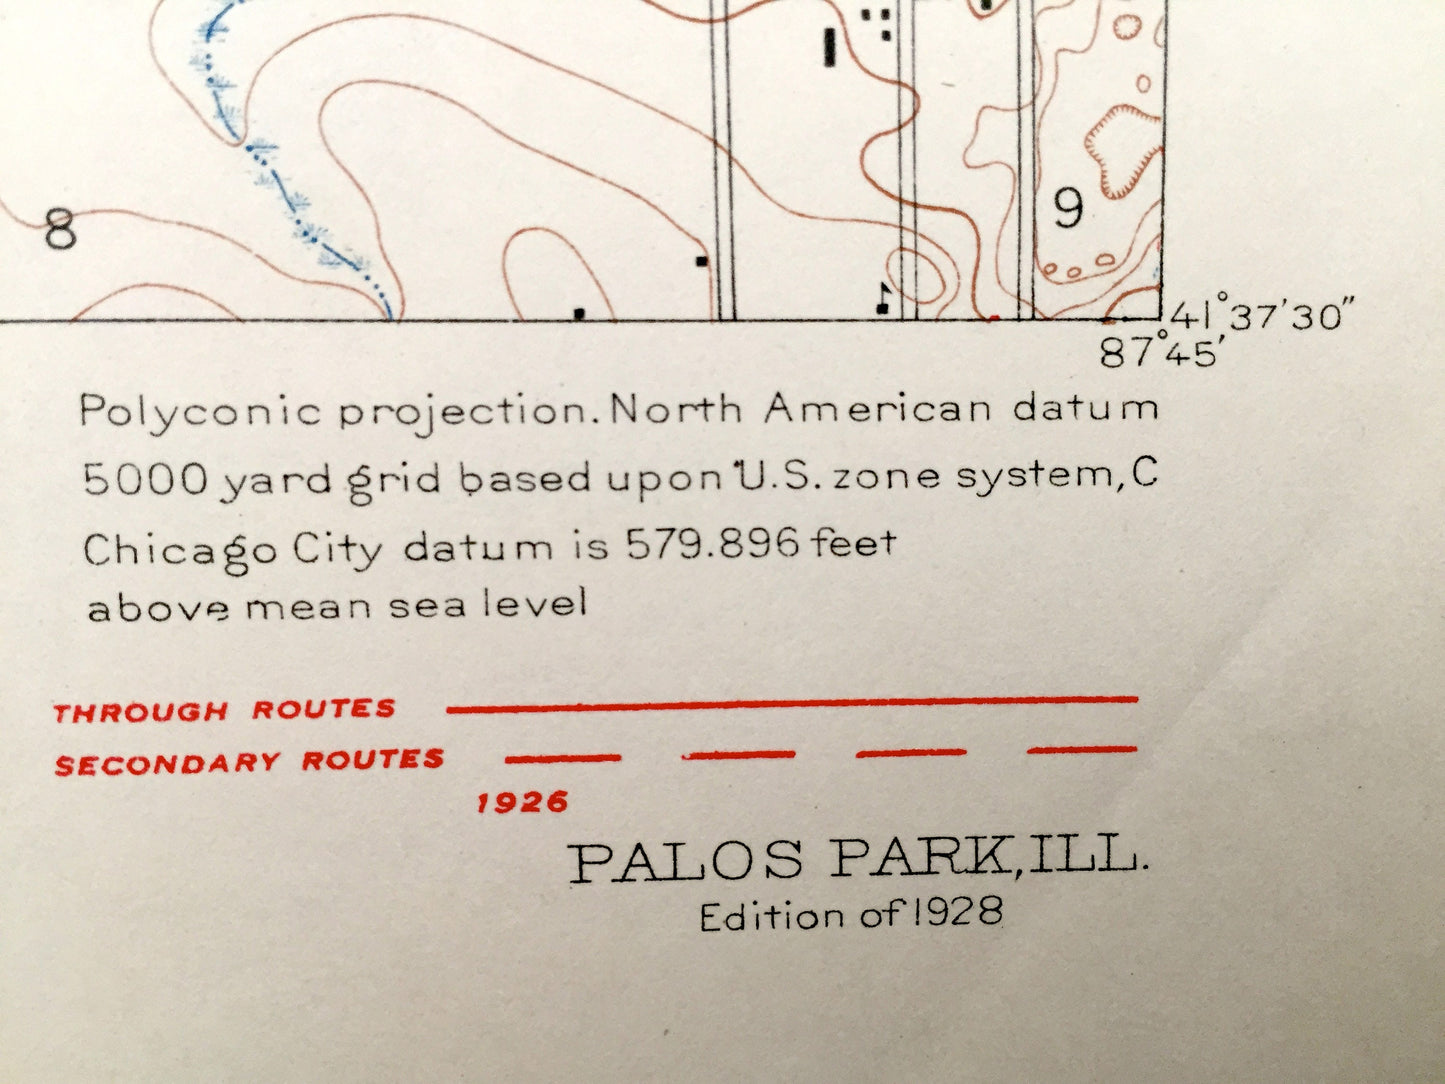 8
9
41°37'30"
87°45'
Polyconic projection. North American datum
5000 yard grid based upon U.S. zone system, C
Chicago City datum is 579.896 feet
above mean sea level
THROUGH ROUTES
SECONDARY ROUTES
1926
PALOS PARK, ILL.
Edition of 1928